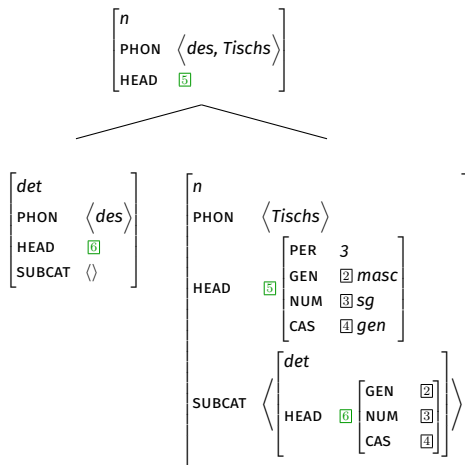 n
PHON ⟨des, Tischs⟩
HEAD 5
det
PHON ⟨des⟩
HEAD 6
SUBCAT ⟨⟩
n
PHON ⟨Tischs⟩
HEAD 5
PER 3
GEN 2 masc
NUM 3 sg
CAS 4 gen
SUBCAT ⟨
det
HEAD 6
GEN 2
NUM 3
CAS 4
⟩